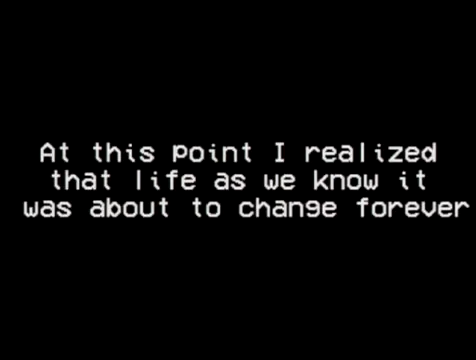 At this point I realized
that life as we know it
was about to change forever